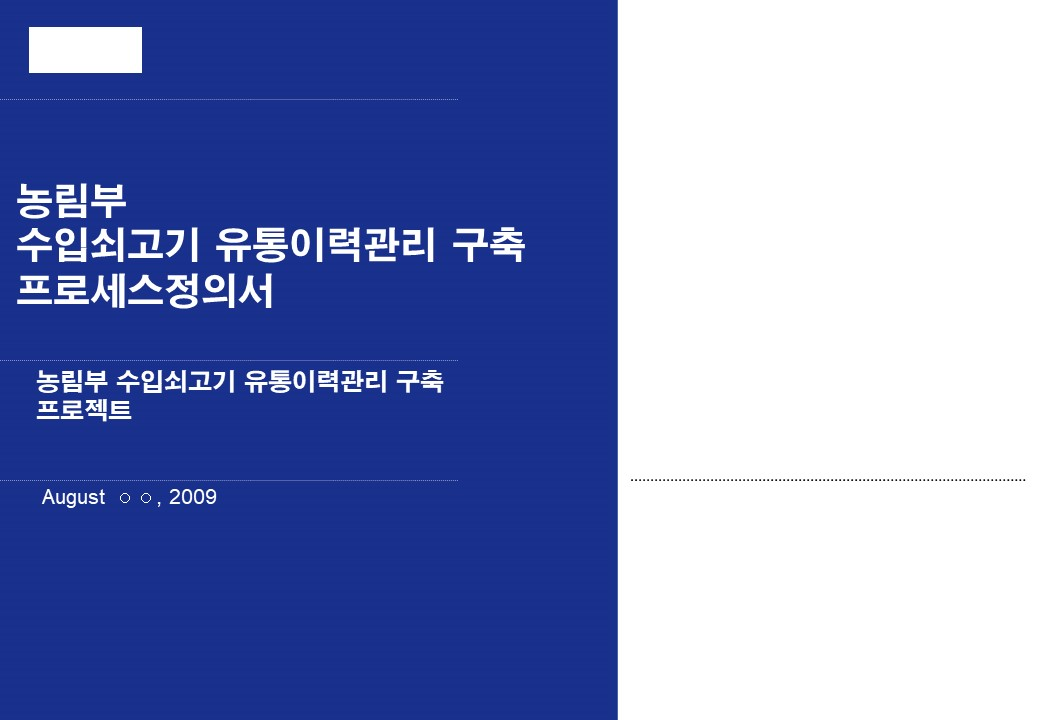 농림부
수입쇠고기 유통이력관리 구축
프로세스정의서
농림부 수입쇠고기 유통이력관리 구축
프로젝트
August ○○, 2009